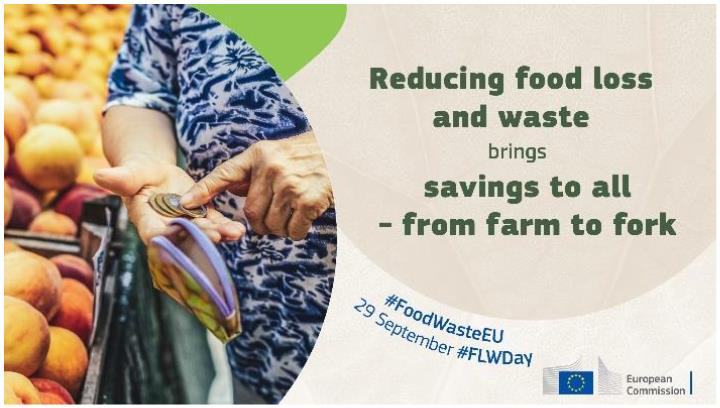 Reducing food loss
and waste
brings
savings to all
– from farm to fork
#FoodWasteEU
29 September #FLWDay
European
Commission